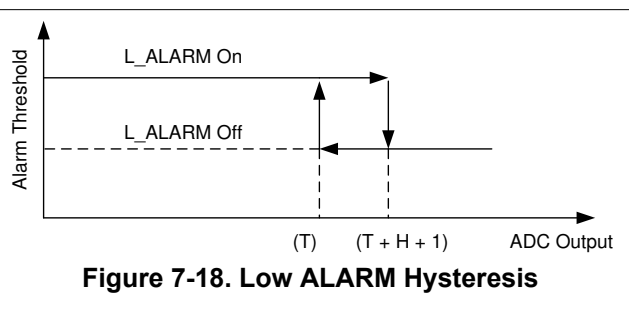 L_ALARM On
Alarm Threshold
L_ALARM Off
(T)
(T + H + 1)
ADC Output
Figure 7-18. Low ALARM Hysteresis